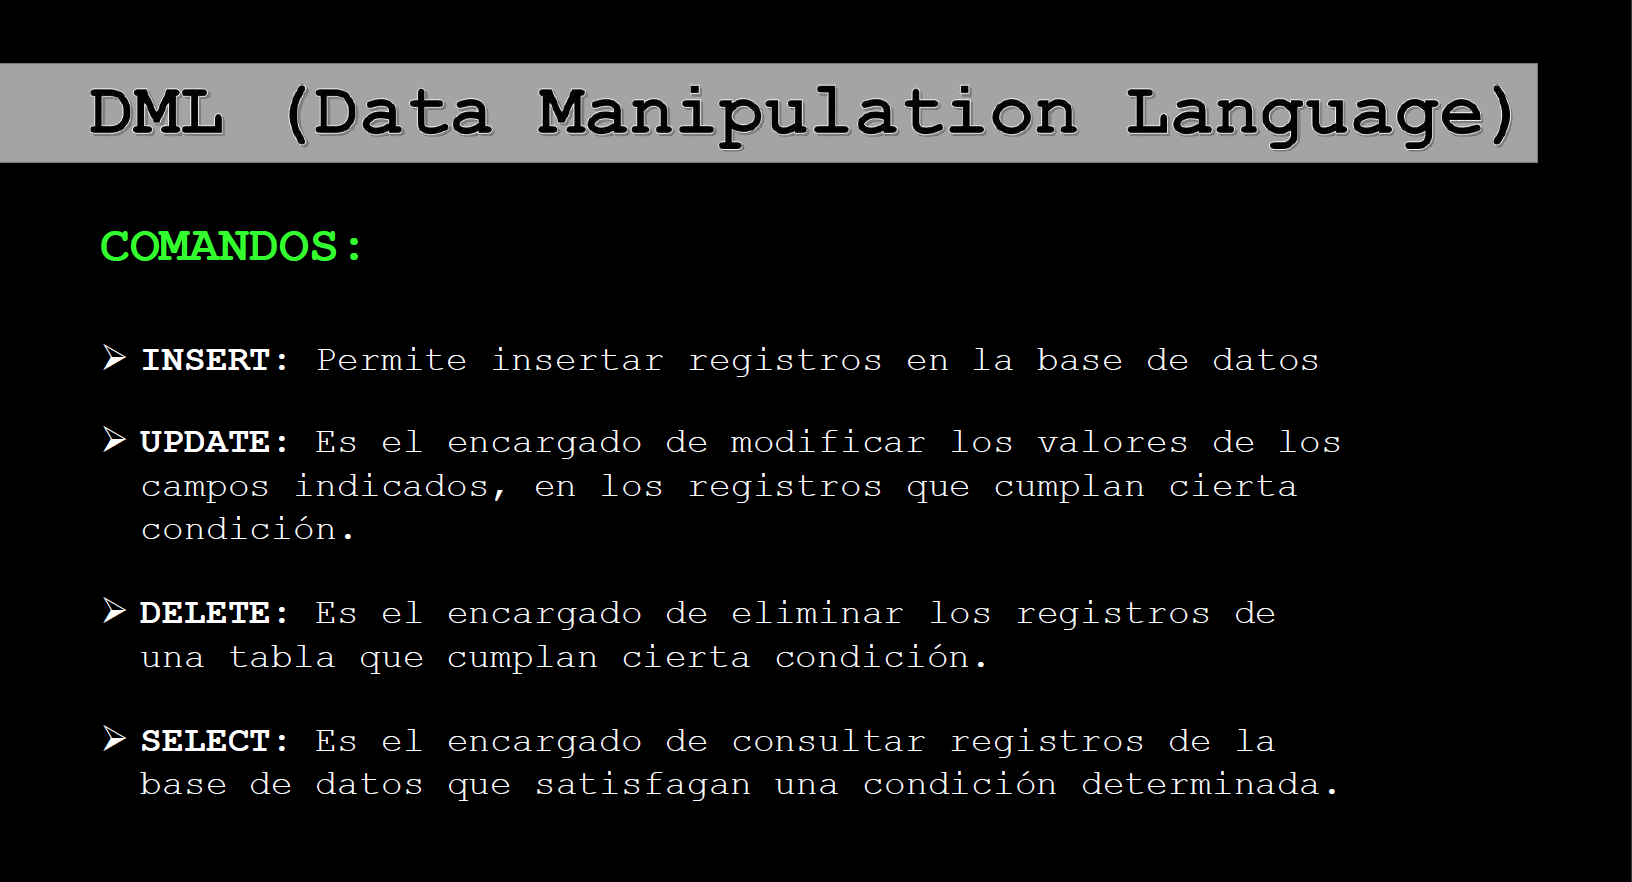 DML (Data Manipulation Language)
COMANDOS:
➢ INSERT: Permite insertar registros en la base de datos
➢ UPDATE: Es el encargado de modificar los valores de los
campos indicados, en los registros que cumplan cierta
condición.
➢ DELETE: Es el encargado de eliminar los registros de
una tabla que cumplan cierta condición.
➢ SELECT: Es el encargado de consultar registros de la
base de datos que satisfagan una condición determinada.